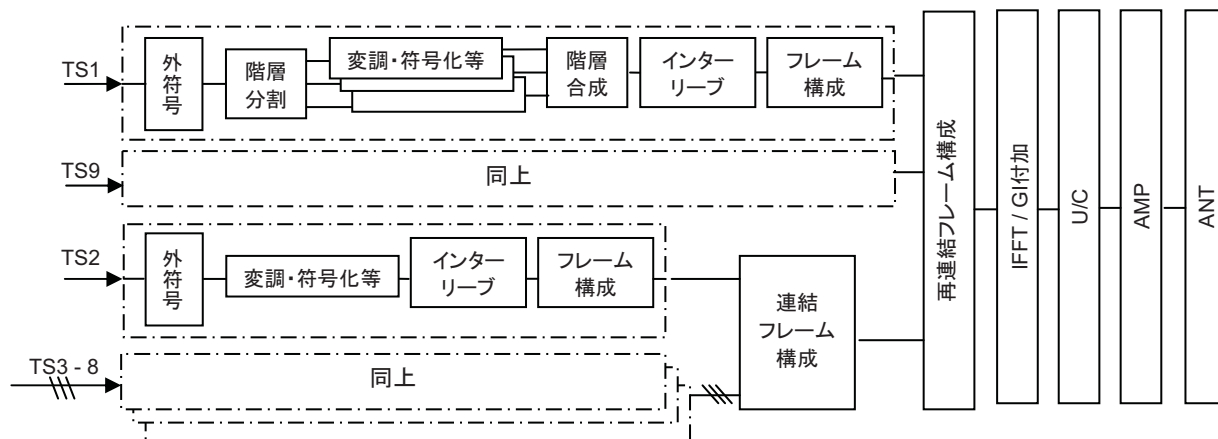 TS1
外符号
階層
分割
変調・符号化等
階層
合成
インター
リーブ
フレーム
構成
TS9
同上
TS2
外符号
変調・符号化等
インター
リーブ
フレーム
構成
TS3 - 8
同上
連結
フレーム
構成
再連結フレーム構成
IFFT / GI付加
U/C
AMP
ANT